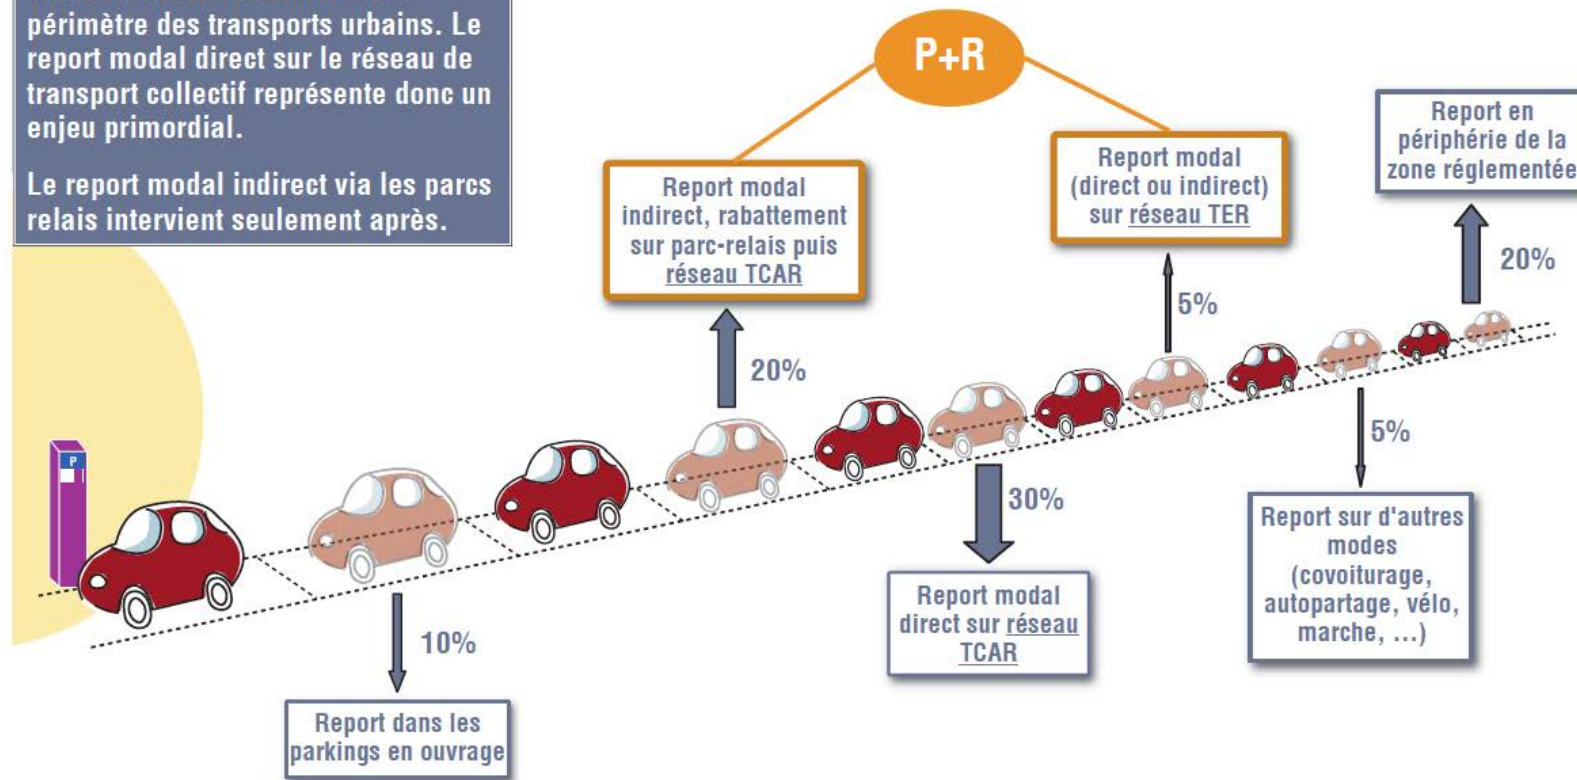 périmètre des transports urbains. Le
report modal direct sur le réseau de
transport collectif représente donc un
enjeu primordial.
Le report modal indirect via les parcs
relais intervient seulement après.
P+R
Report modal
indirect, rabattement
sur parc-relais puis
réseau TCAR
20%
Report modal
(direct ou indirect)
sur réseau TER
5%
Report en
périphérie de la
zone réglementée
20%
P
10%
Report dans les
parkings en ouvrage
30%
Report modal
direct sur réseau
TCAR
5%
Report sur d'autres
modes
(covoiturage,
autopartage, vélo,
marche, ...)